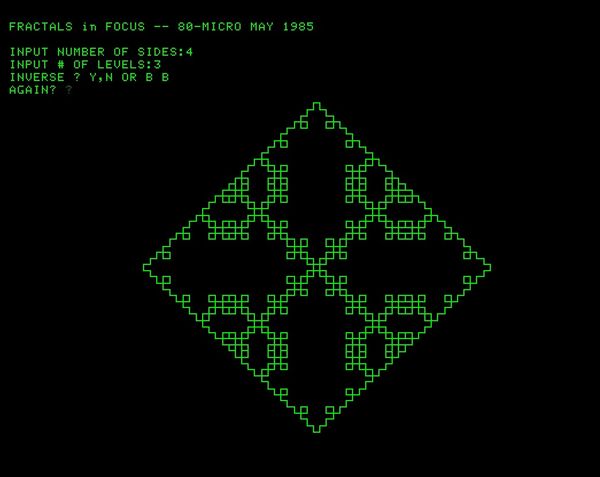 FRACTALS in FOCUS -- 80-MICRO MAY 1985
INPUT NUMBER OF SIDES:4
INPUT # OF LEVELS:3
INVERSE ? Y,N OR B B
AGAIN? ?